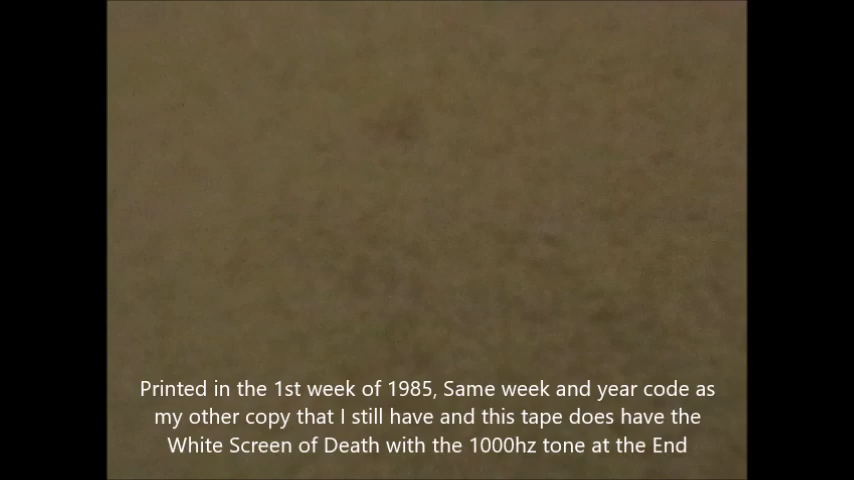 Printed in the 1st week of 1985, Same week and year code as
my other copy that I still have and this tape does have the
White Screen of Death with the 1000hz tone at the End